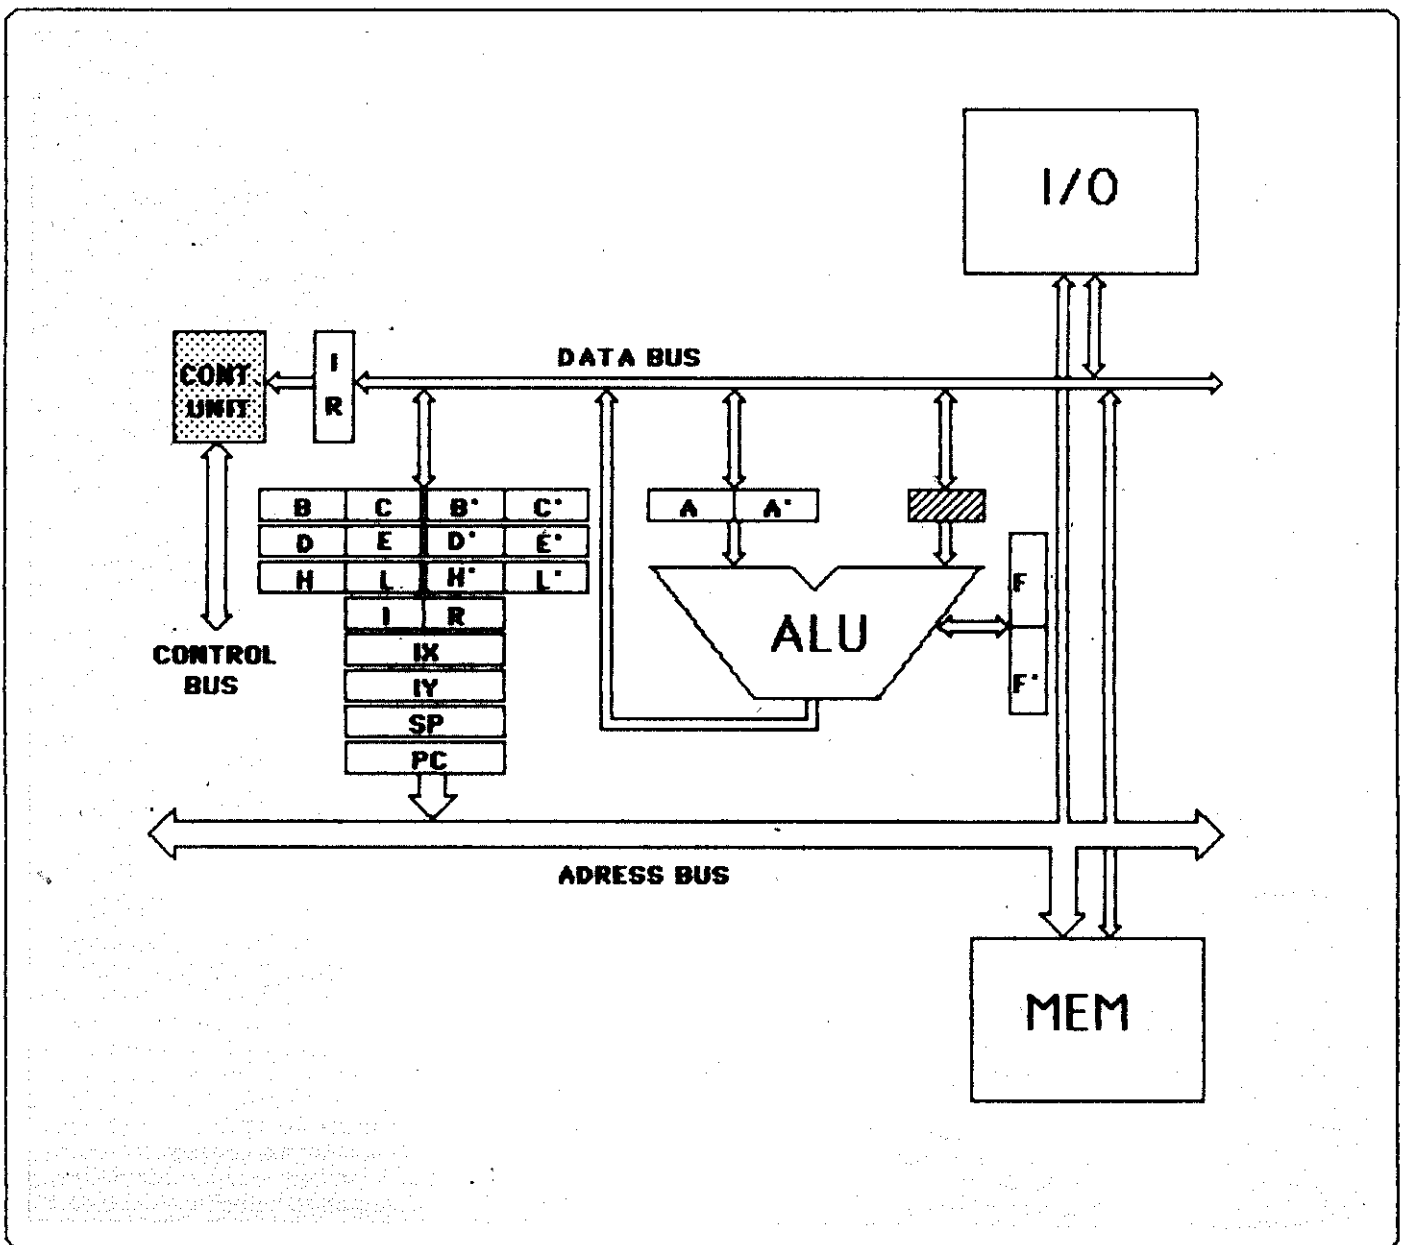 I/O
DATA BUS
CONT
UNIT
I
R
B C B' C' A A'
D E D' E'
H L H' L'
I R
F
ALU
IX
CONTROL
BUS
IY
F'
SP
PC
ADRESS BUS
MEM